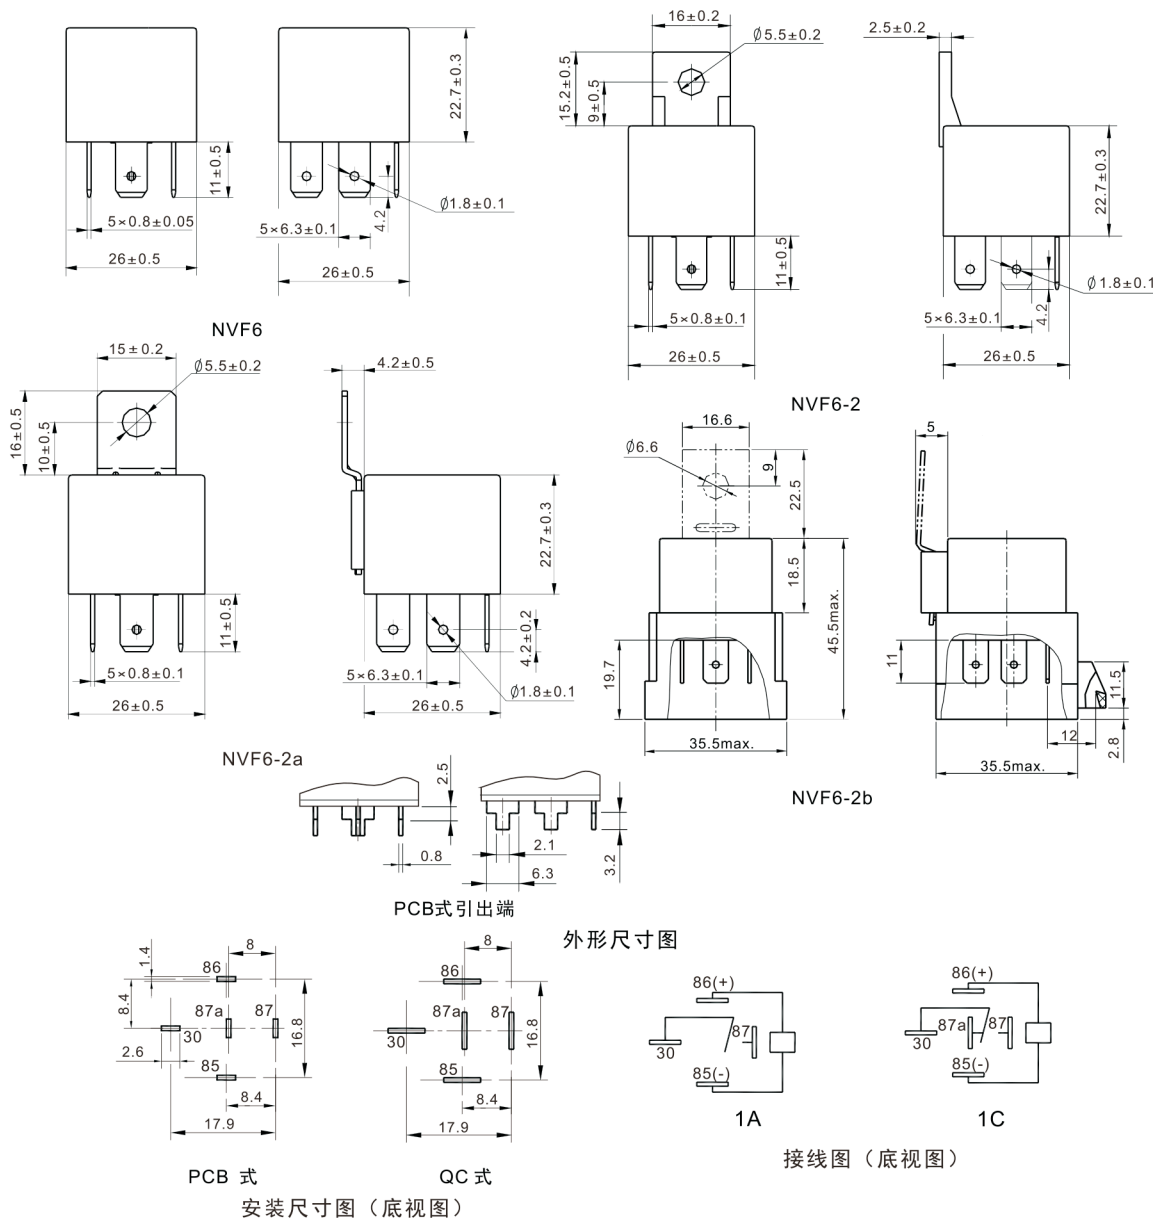 22.7±0.3
11±0.5
5×0.8±0.05
26±0.5
5×6.3±0.1
26±0.5
4.2
Ø1.8±0.1
NVF6
16±0.2
Ø5.5±0.2
15.2±0.5
9±0.5
2.5±0.2
22.7±0.3
11±0.5
5×0.8±0.1
26±0.5
Ø1.8±0.1
5×6.3±0.1
4.2
26±0.5
NVF6-2
15±0.2
Ø5.5±0.2
16±0.5
10±0.5
4.2±0.5
22.7±0.3
11±0.5
5×0.8±0.1
26±0.5
4.2±0.2
5×6.3±0.1
Ø1.8±0.1
26±0.5
NVF6-2a
16.6
Ø6.6
9
22.5
18.5
45.5max.
19.7
35.5max.
5
11
11.5
12
2.8
35.5max.
NVF6-2b
2.5
0.8
2.1
6.3
3.2
PCB式引出端
外形尺寸图
1.4
8
86
8.4
87a
87
30
16.8
2.6
85
8.4
17.9
PCB 式
8
86
87a
87
30
16.8
85
8.4
17.9
QC 式
安装尺寸图（底视图）
86(+)
87
30
85(-)
1A
86(+)
87a
87
30
85(-)
1C
接线图（底视图）